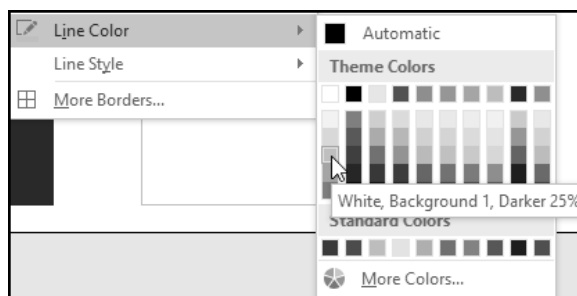 Line Color
Automatic
Line Style
Theme Colors
More Borders...
White, Background 1, Darker 25%
Standard Colors
More Colors...